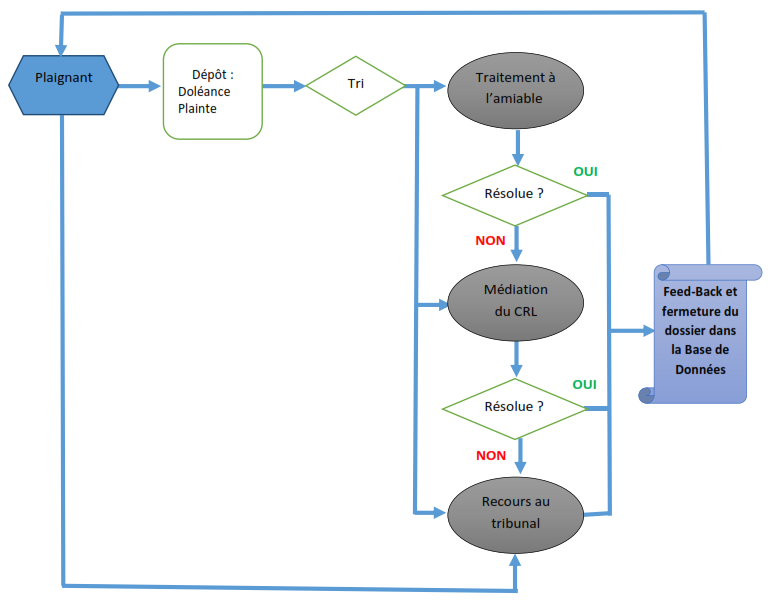 Plaignant
Dépôt :
Doléance
Plainte
Tri
Traitement à
l’amiable
OUI
Résolue ?
NON
Médiation
du CRL
Feed-Back et
fermeture du
dossier dans
la Base de
Données
OUI
Résolue ?
NON
Recours au
tribunal